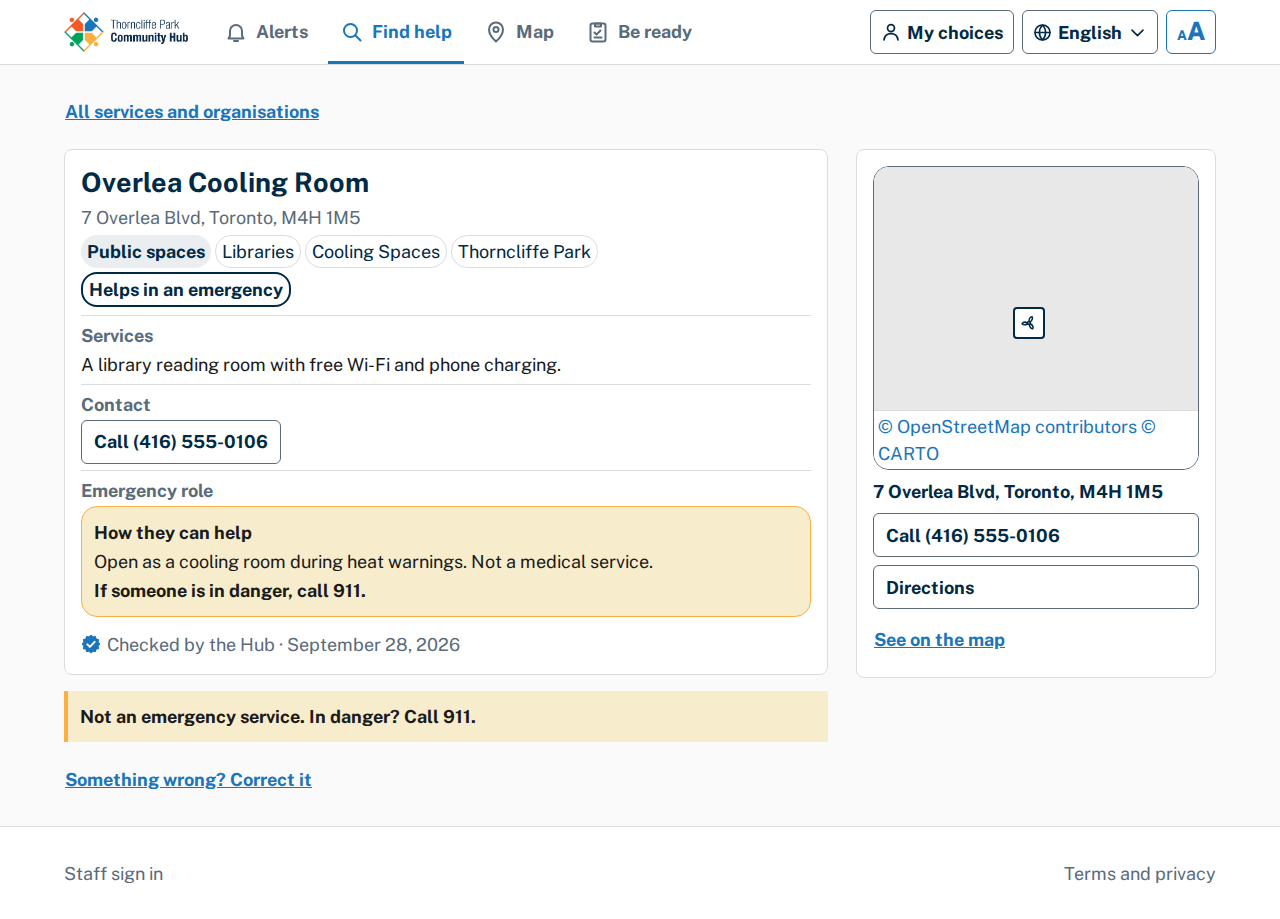 Thorncliffe Park
Community Hub
Alerts
Find help
Map
Be ready
My choices
English
AA
All services and organisations
Overlea Cooling Room
7 Overlea Blvd, Toronto, M4H 1M5
Public spaces
Libraries
Cooling Spaces
Thorncliffe Park
Helps in an emergency
Services
A library reading room with free Wi-Fi and phone charging.
Contact
Call (416) 555-0106
Emergency role
How they can help
Open as a cooling room during heat warnings. Not a medical service.
If someone is in danger, call 911.
Checked by the Hub · September 28, 2026
Not an emergency service. In danger? Call 911.
Something wrong? Correct it
© OpenStreetMap contributors ©
CARTO
7 Overlea Blvd, Toronto, M4H 1M5
Call (416) 555-0106
Directions
See on the map
Staff sign in
Terms and privacy